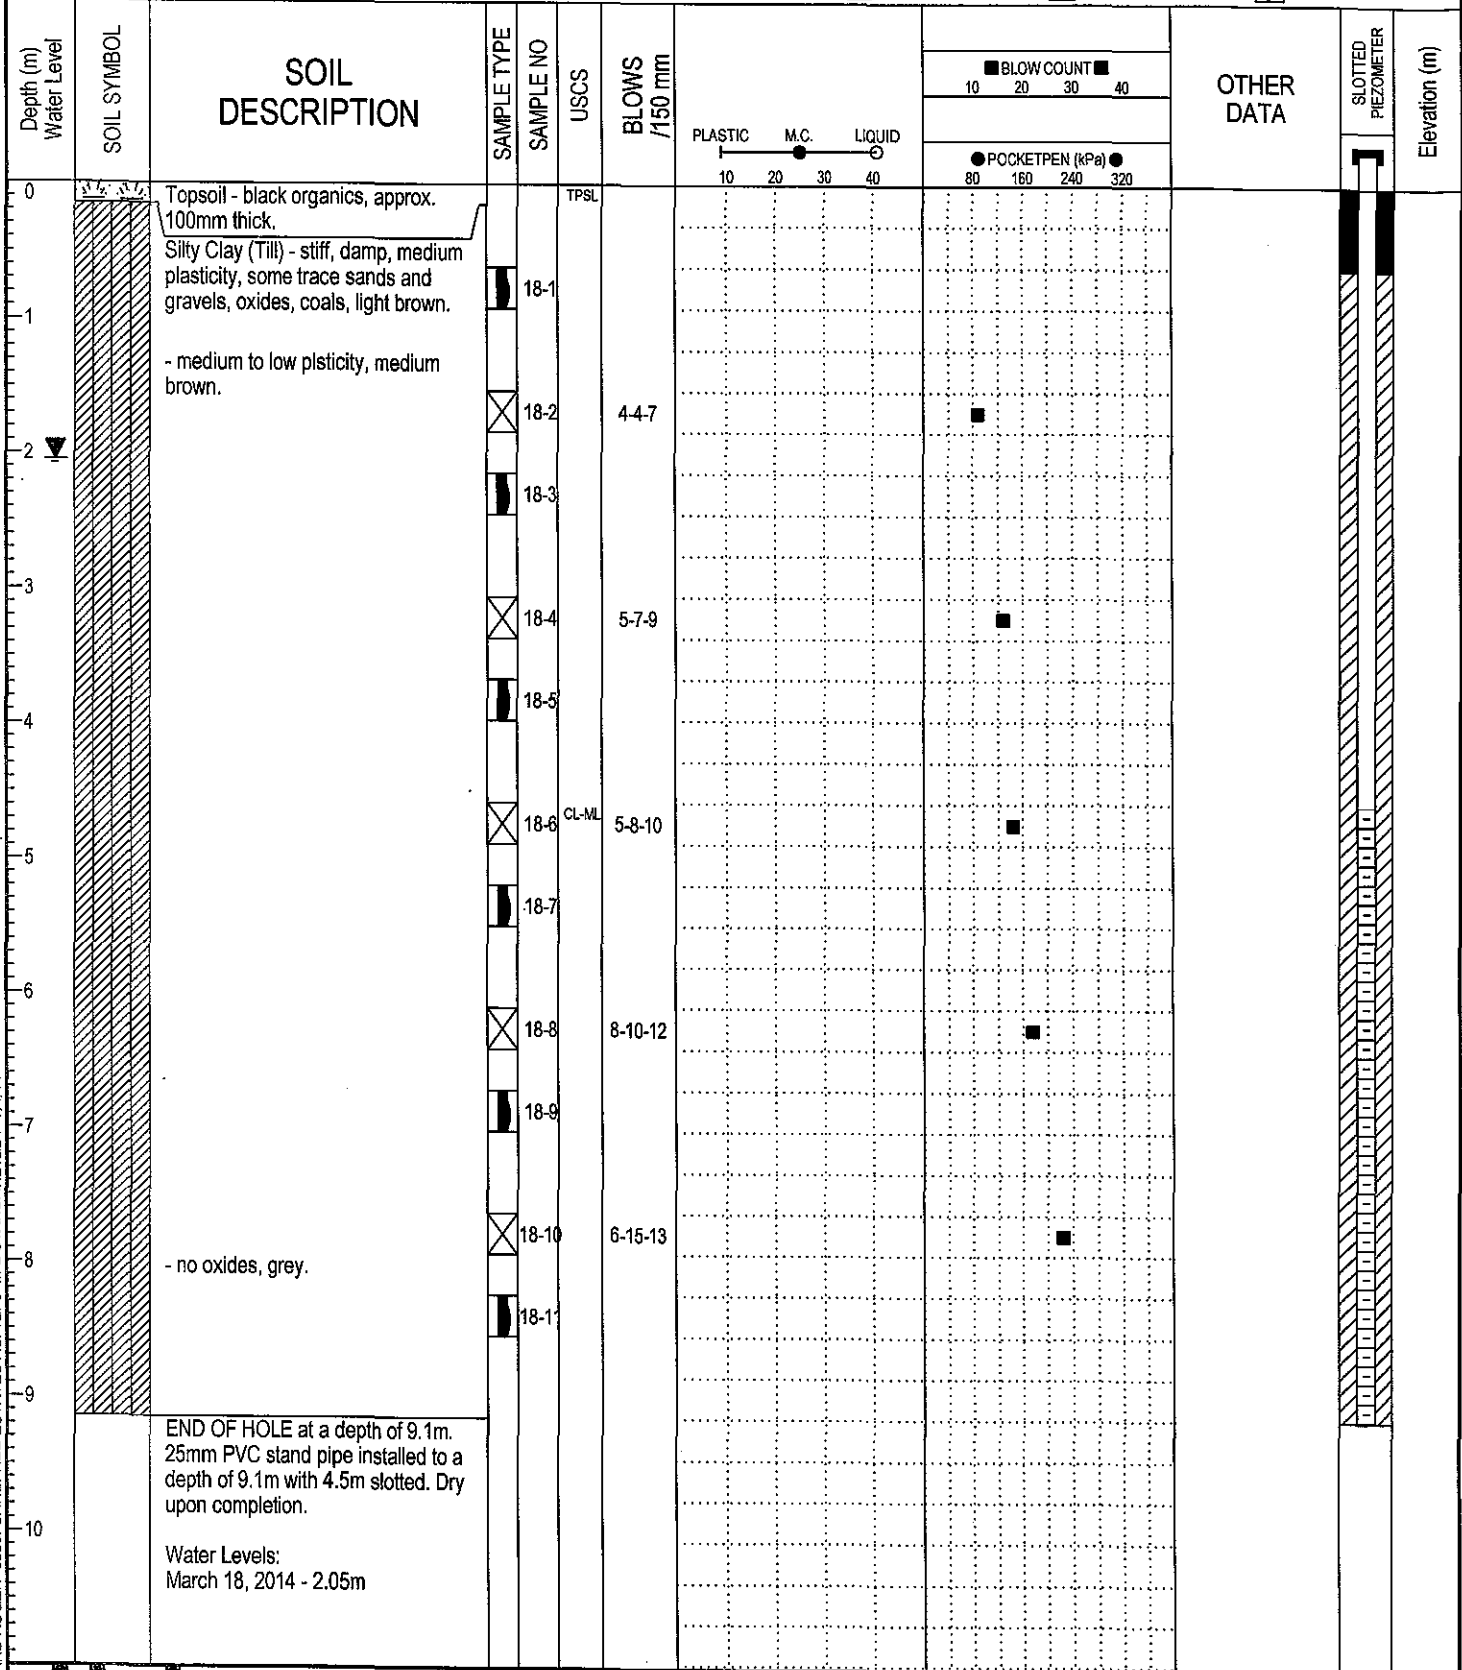 Depth (m)
Water Level
SOIL SYMBOL
SOIL
DESCRIPTION
SAMPLE TYPE
SAMPLE NO
USCS
BLOWS
/150 mm
PLASTIC M.C. LIQUID
10 20 30 40
BLOW COUNT
10 20 30 40
POCKETPEN (kPa)
80 160 240 320
OTHER
DATA
SLOTTED
PIEZOMETER
Elevation (m)
0
Topsoil - black organics, approx.
100mm thick.
TPSL
Silty Clay (Till) - stiff, damp, medium
plasticity, some trace sands and
gravels, oxides, coals, light brown.
18-1
1
- medium to low plsticity, medium
brown.
18-2 4-4-7
2
18-3
3
18-4 5-7-9
18-5
4
18-6 CL-ML 5-8-10
5
18-7
6
18-8 8-10-12
18-9
7
18-10 6-15-13
8
- no oxides, grey.
18-11
9
END OF HOLE at a depth of 9.1m.
25mm PVC stand pipe installed to a
depth of 9.1m with 4.5m slotted. Dry
upon completion.
10
Water Levels:
March 18, 2014 - 2.05m